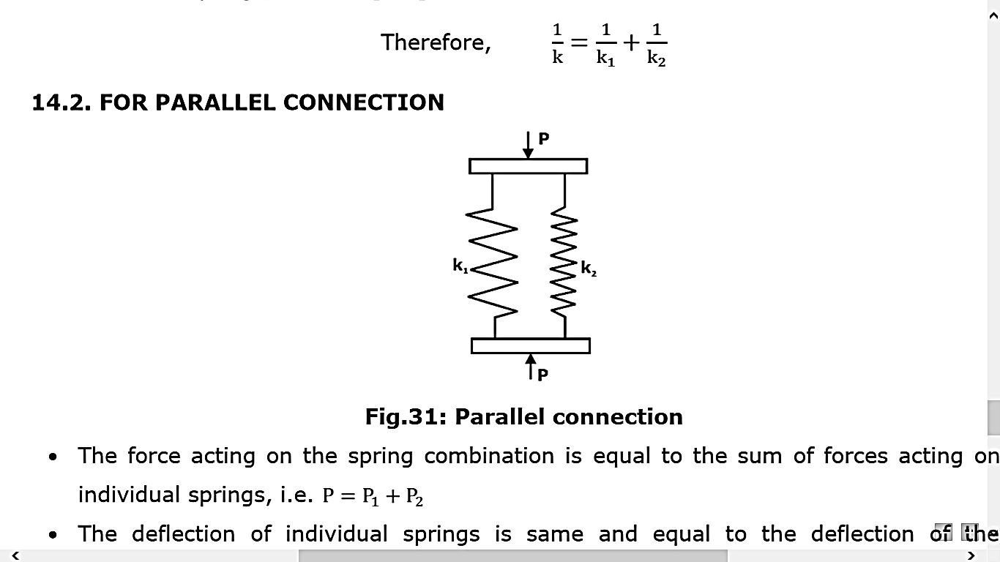 Therefore, 1/k = 1/k₁ + 1/k₂
14.2. FOR PARALLEL CONNECTION
P
k₁
k₂
P
Fig.31: Parallel connection
• The force acting on the spring combination is equal to the sum of forces acting on
individual springs, i.e. P = P₁ + P₂
• The deflection of individual springs is same and equal to the deflection of the